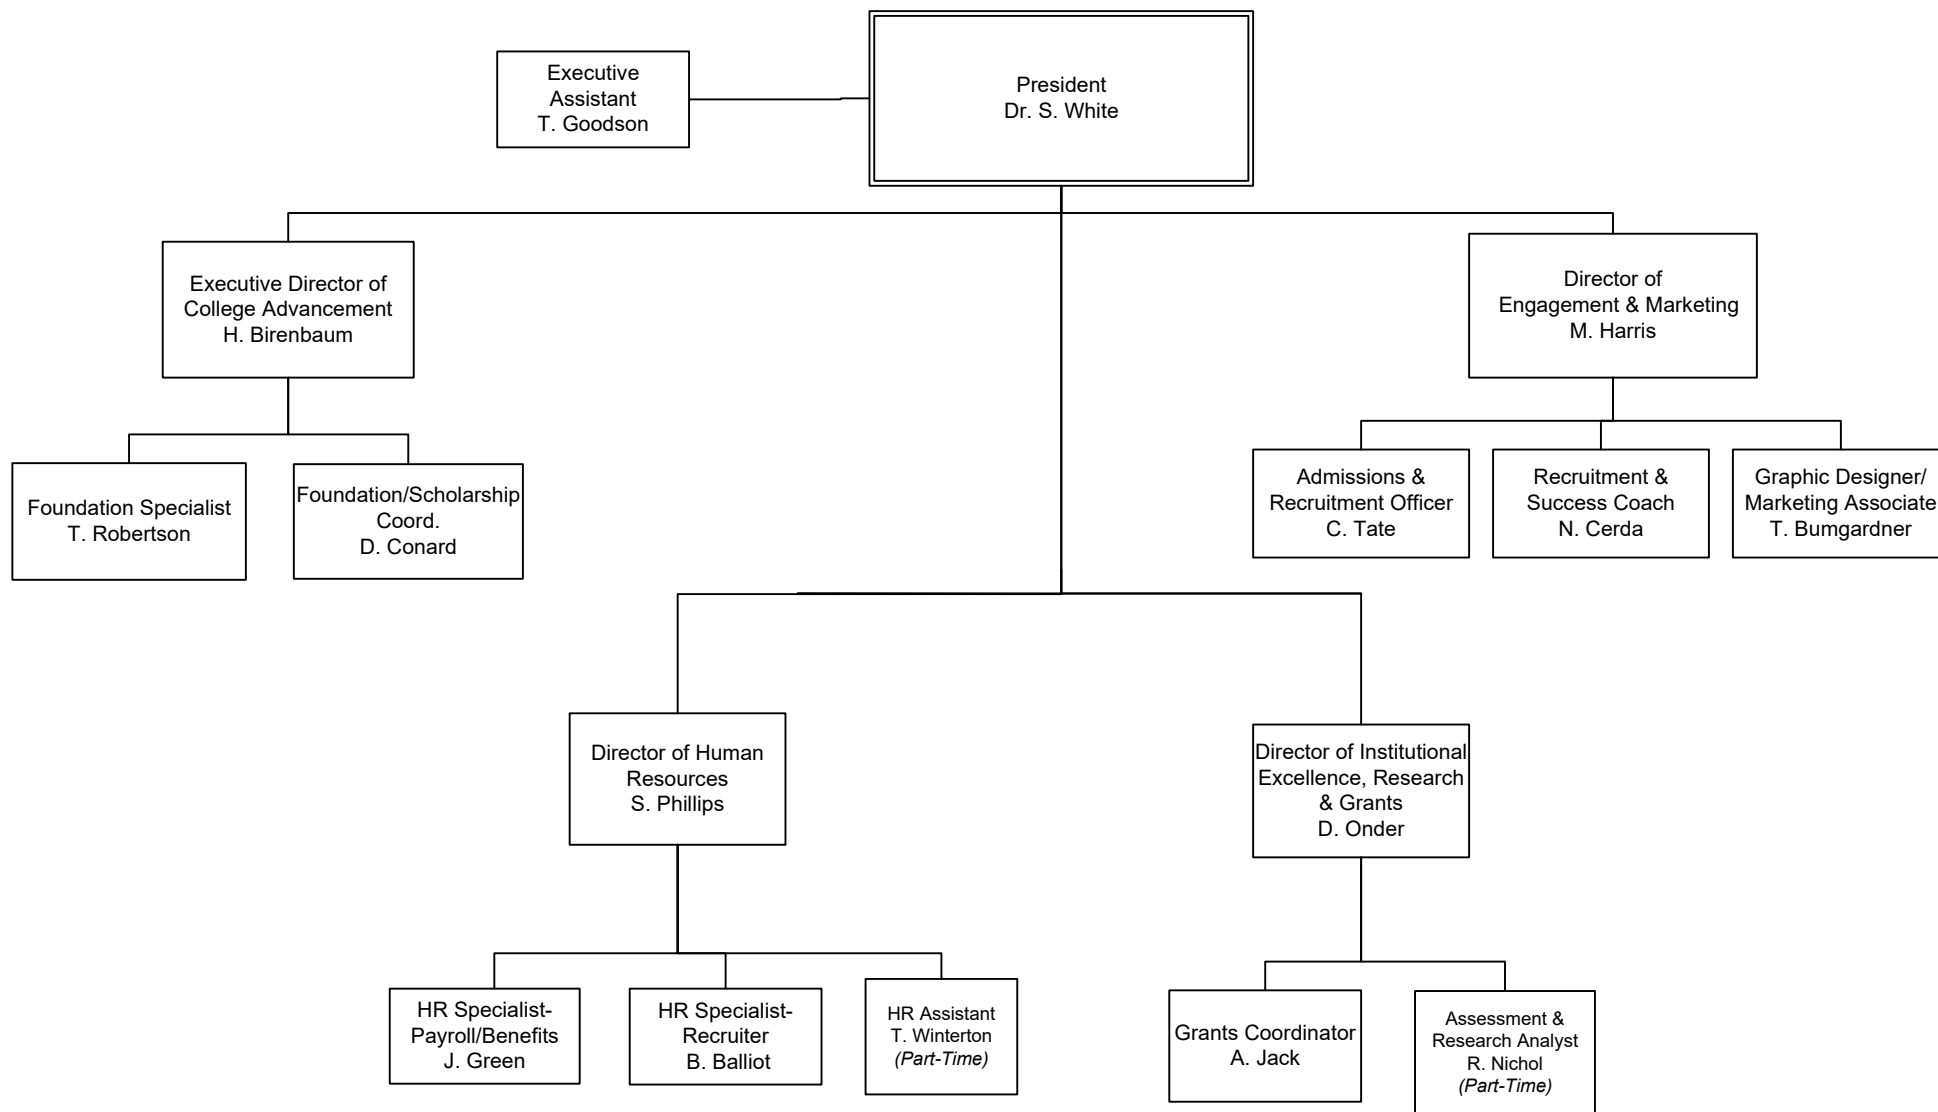 Executive
Assistant
T. Goodson
President
Dr. S. White
Executive Director of
College Advancement
H. Birenbaum
Director of
Engagement & Marketing
M. Harris
Foundation Specialist
T. Robertson
Foundation/Scholarship
Coord.
D. Conard
Admissions &
Recruitment Officer
C. Tate
Recruitment &
Success Coach
N. Cerda
Graphic Designer/
Marketing Associate
T. Bumgardner
Director of Human
Resources
S. Phillips
Director of Institutional
Excellence, Research
& Grants
D. Onder
HR Specialist-
Payroll/Benefits
J. Green
HR Specialist-
Recruiter
B. Balliot
HR Assistant
T. Winterton
(Part-Time)
Grants Coordinator
A. Jack
Assessment &
Research Analyst
R. Nichol
(Part-Time)